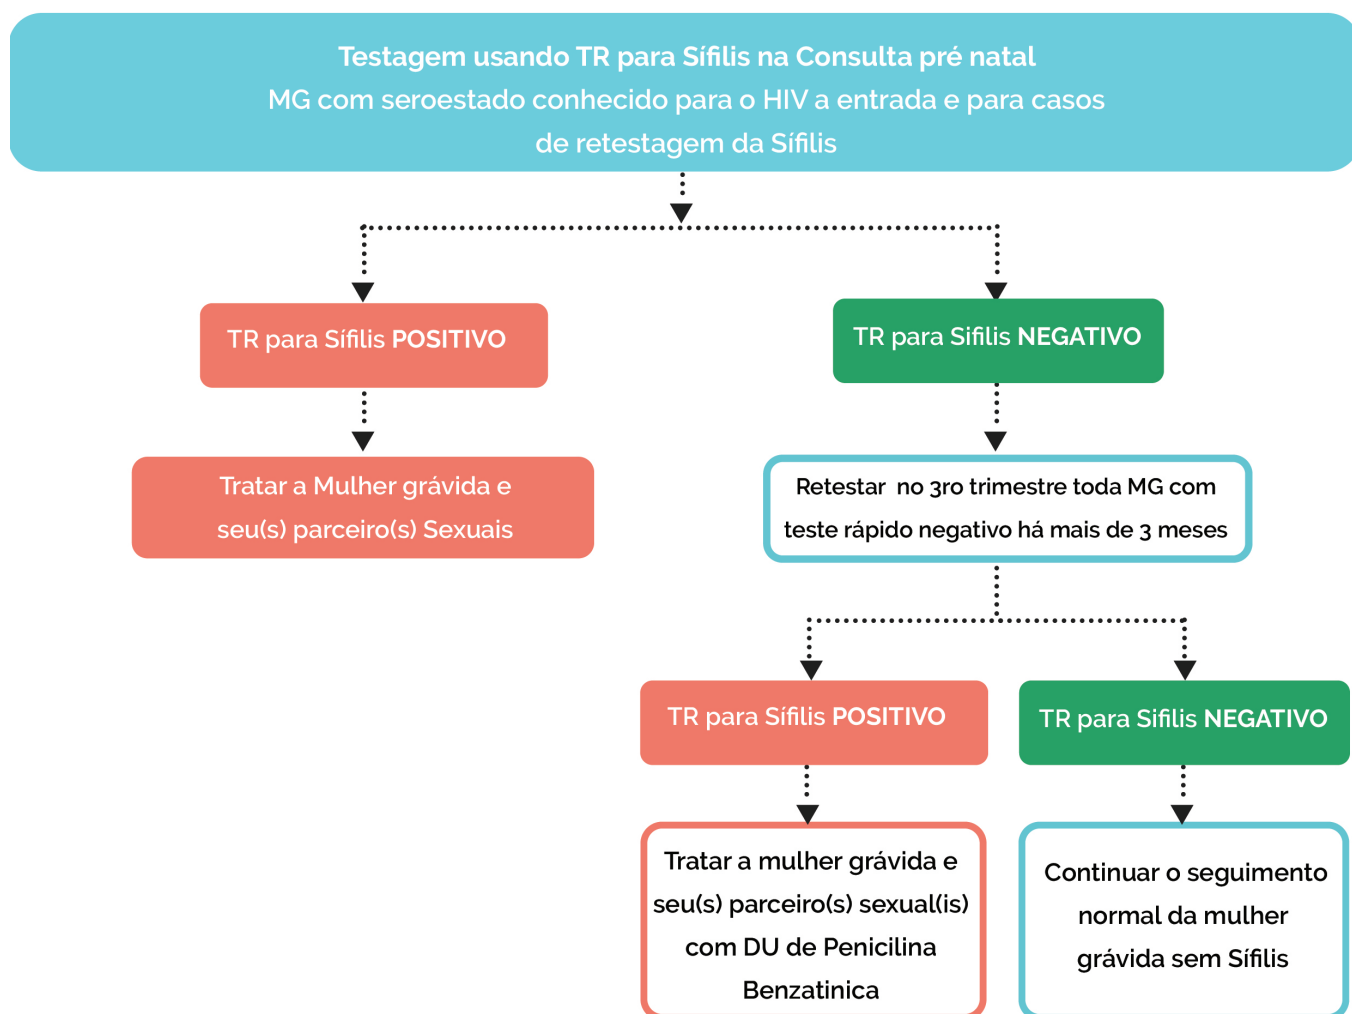 Testagem usando TR para Sífilis na Consulta pré natal
MG com seroestado conhecido para o HIV a entrada e para casos
de retestagem da Sífilis
TR para Sífilis POSITIVO
TR para Sifilis NEGATIVO
Tratar a Mulher grávida e
seu(s) parceiro(s) Sexuais
Retestar no 3ro trimestre toda MG com
teste rápido negativo há mais de 3 meses
TR para Sífilis POSITIVO
TR para Sifilis NEGATIVO
Tratar a mulher grávida e
seu(s) parceiro(s) sexual(is)
com DU de Penicilina
Benzatinica
Continuar o seguimento
normal da mulher
grávida sem Sífilis